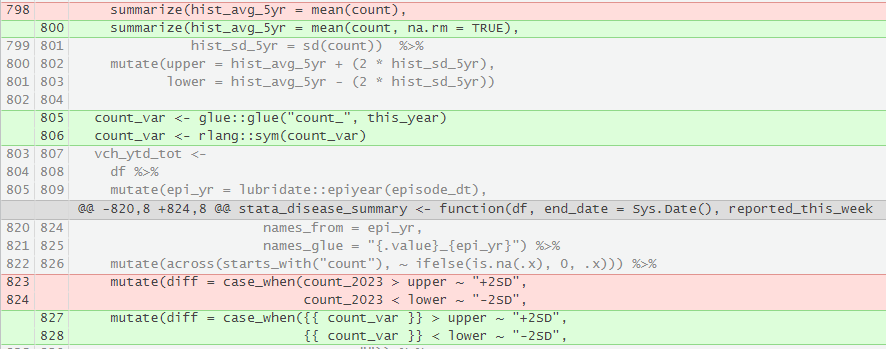 798 summarize(hist_avg_5yr = mean(count),
800 summarize(hist_avg_5yr = mean(count, na.rm = TRUE),
799 801 hist_sd_5yr = sd(count)) %>%
800 802 mutate(upper = hist_avg_5yr + (2 * hist_sd_5yr),
801 803 lower = hist_avg_5yr - (2 * hist_sd_5yr))
802 804
805 count_var <- glue::glue("count_", this_year)
806 count_var <- rlang::sym(count_var)
803 807 vch_ytd_tot <-
804 808 df %>%
805 809 mutate(epi_yr = lubridate::epiyear(episode_dt),
@@ -820,8 +824,8 @@ stata_disease_summary <- function(df, end_date = Sys.Date(), reported_this_week
820 824 names_from = epi_yr,
821 825 names_glue = "{.value}_{epi_yr}") %>%
822 826 mutate(across(starts_with("count"), ~ ifelse(is.na(.x), 0, .x))) %>%
823 mutate(diff = case_when(count_2023 > upper ~ "+2SD",
824 count_2023 < lower ~ "-2SD",
827 mutate(diff = case_when({{ count_var }} > upper ~ "+2SD",
828 {{ count_var }} < lower ~ "-2SD",